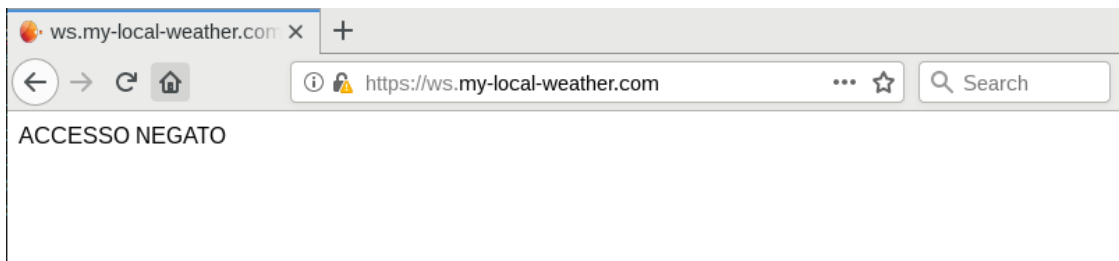 ws.my-local-weather.com
https://ws.my-local-weather.com
Search
ACCESSO NEGATO